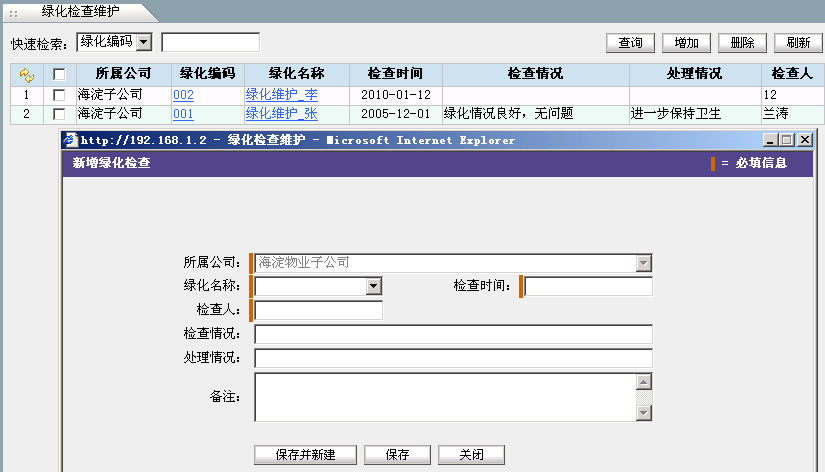 绿化检查维护
快速检索： 绿化编码 查询 增加 删除 刷新
所属公司 绿化编码 绿化名称 检查时间 检查情况 处理情况 检查人
1 海淀子公司 002 绿化维护_李 2010-01-12 12
2 海淀子公司 001 绿化维护_张 2005-12-01 绿化情况良好，无问题 进一步保持卫生 兰涛
http://192.168.1.2 - 绿化检查维护 - Microsoft Internet Explorer
新增绿化检查 = 必填信息
所属公司： 海淀物业子公司
绿化名称： 检查时间：
检查人：
检查情况：
处理情况：
备注：
保存并新建 保存 关闭